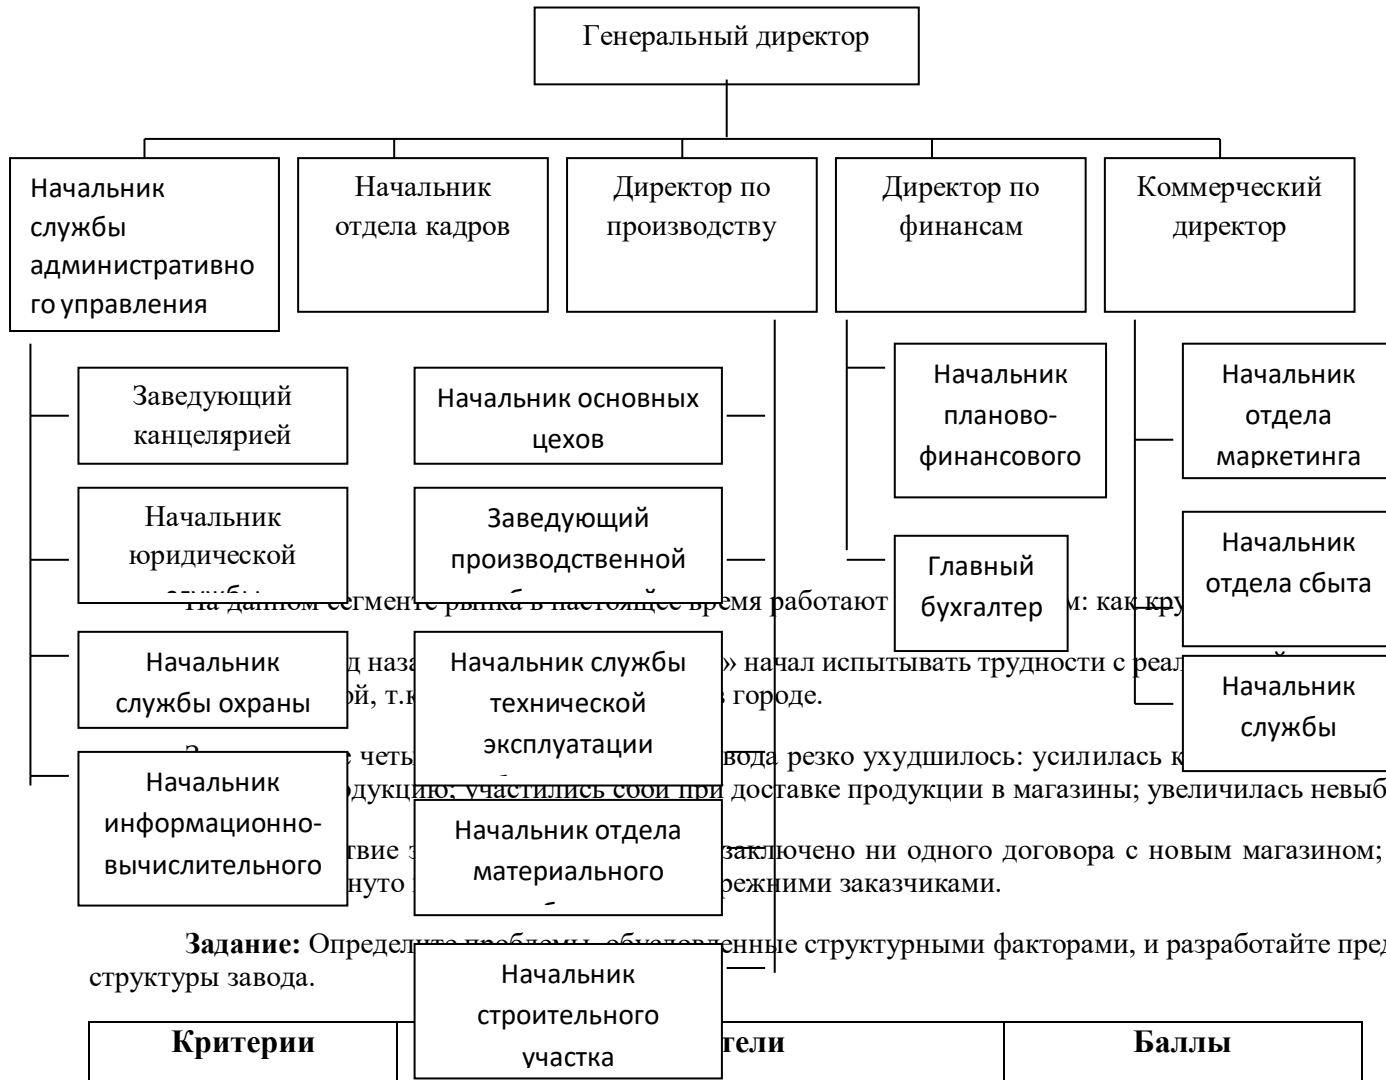 Генеральный директор
Начальник
службы
административно
го управления
Начальник
отдела кадров
Директор по
производству
Директор по
финансам
Коммерческий
директор
Заведующий
канцелярией
Начальник
юридической
Начальник
службы охраны
Начальник
информационно-
вычислительного
Начальник основных
цехов
Заведующий
производственной
Начальник службы
технической
эксплуатации
Начальник отдела
материального
Начальник
строительного
участка
Начальник
планово-
финансового
Главный
бухгалтер
Начальник
отдела
маркетинга
Начальник
отдела сбыта
Начальник
службы
На данном сегменте рынка в настоящее время работают м: как кру
д наза » начал испытывать трудности с реал
ой, т.к в городе.
е четы вода резко ухудшилось: усилилась к
одукцию; участились сбои при доставке продукции в магазины; увеличилась невыб
твие з заключено ни одного договора с новым магазином;
нуто режними заказчиками.
Задание: Определите проблемы, обусловленные структурными факторами, и разработайте пред
структуры завода.
Критерии тели Баллы